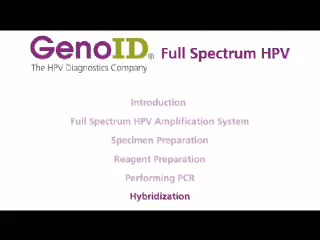 GenoID® Full Spectrum HPV
The HPV Diagnostics Company
Introduction
Full Spectrum HPV Amplification System
Specimen Preparation
Reagent Preparation
Performing PCR
Hybridization